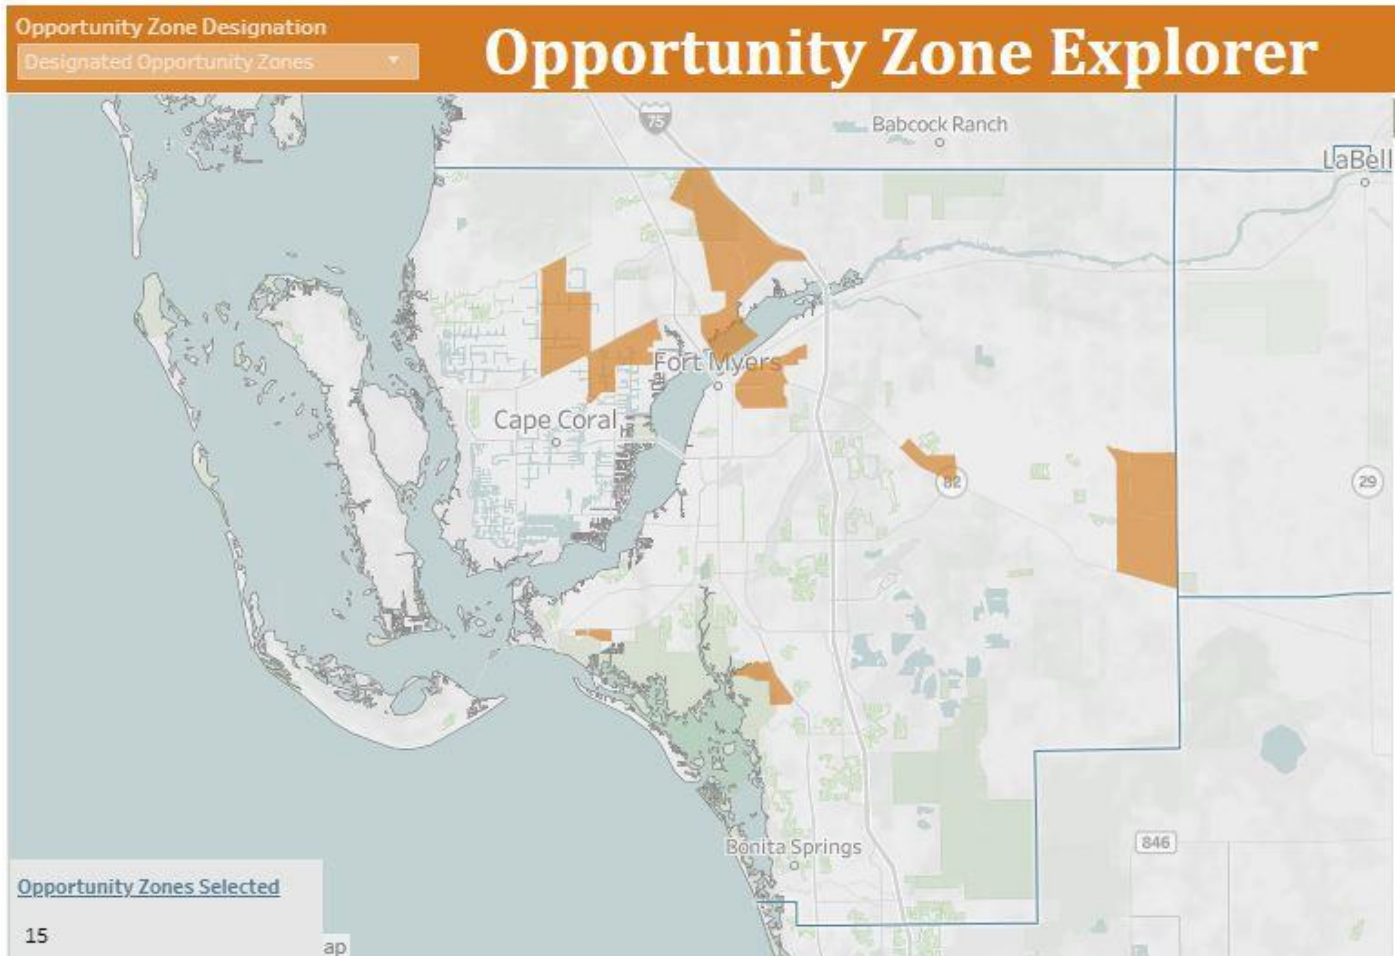 Opportunity Zone Designation
Designated Opportunity Zones
Opportunity Zone Explorer
75
Babcock Ranch
LaBell
Fort Myers
Cape Coral
82
29
Bonita Springs
846
Opportunity Zones Selected
15
ap